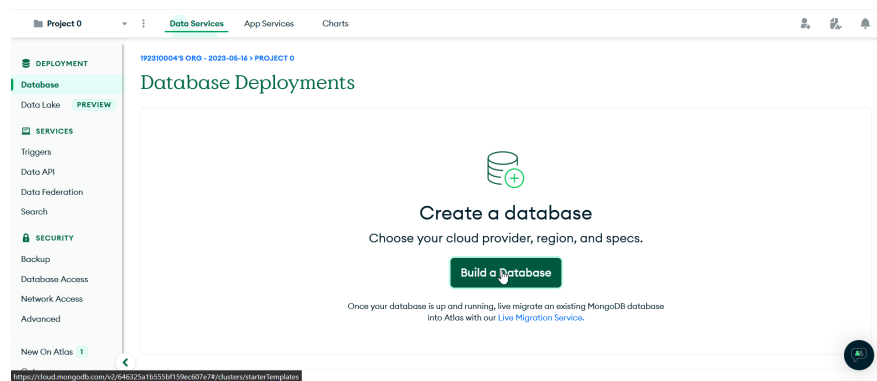 Project 0
Data Services
App Services
Charts
DEPLOYMENT
Database
Data Lake PREVIEW
SERVICES
Triggers
Data API
Data Federation
Search
SECURITY
Backup
Database Access
Network Access
Advanced
New On Atlas 1
192310004'S ORG - 2023-05-16 > PROJECT 0
Database Deployments
Create a database
Choose your cloud provider, region, and specs.
Build a Database
Once your database is up and running, live migrate an existing MongoDB database
into Atlas with our Live Migration Service.
https://cloud.mongodb.com/v2/646325a1b555bf159ec607e7#/clusters/starterTemplates